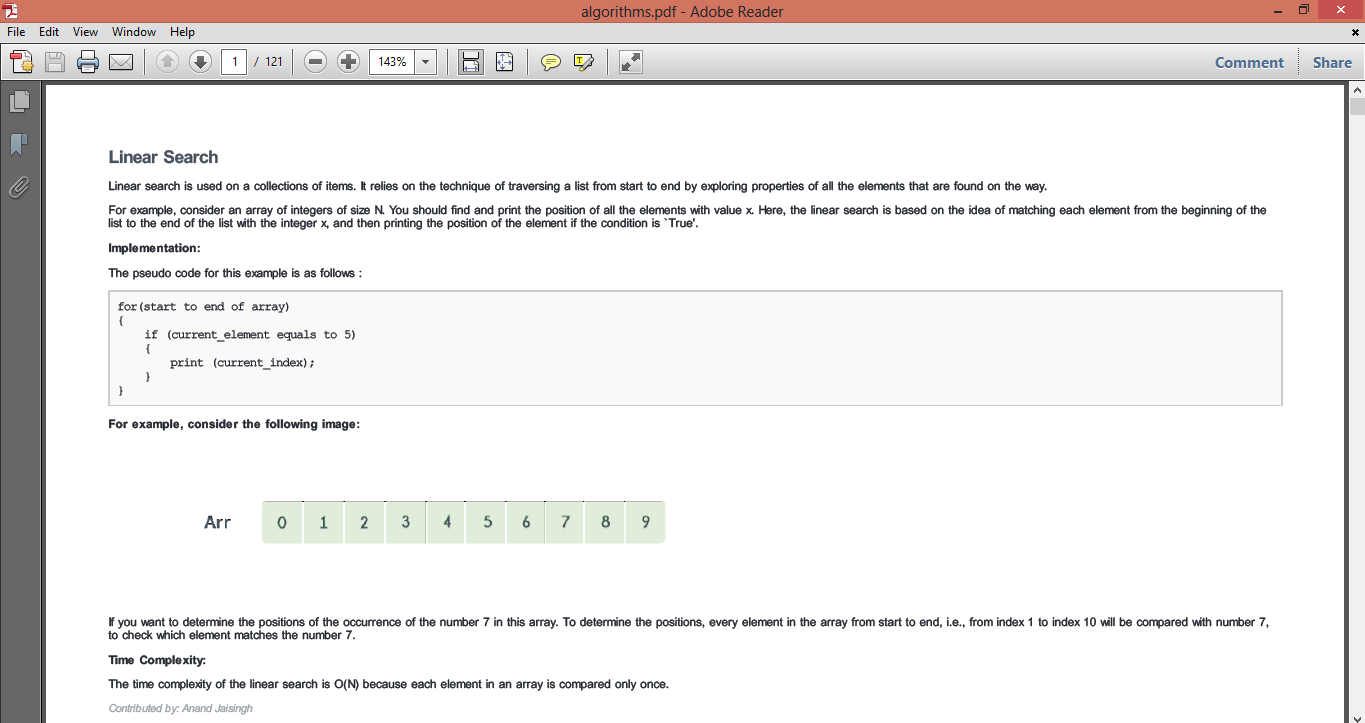 algorithms.pdf - Adobe Reader
File Edit View Window Help
1 / 121 143% Comment Share
Linear Search
Linear search is used on a collections of items. It relies on the technique of traversing a list from start to end by exploring properties of all the elements that are found on the way.
For example, consider an array of integers of size N. You should find and print the position of all the elements with value x. Here, the linear search is based on the idea of matching each element from the beginning of the
list to the end of the list with the integer x, and then printing the position of the element if the condition is `True'.
Implementation:
The pseudo code for this example is as follows :
for(start to end of array)
{
if (current_element equals to 5)
{
print (current_index);
}
}
For example, consider the following image:
Arr 0 1 2 3 4 5 6 7 8 9
If you want to determine the positions of the occurrence of the number 7 in this array. To determine the positions, every element in the array from start to end, i.e., from index 1 to index 10 will be compared with number 7,
to check which element matches the number 7.
Time Complexity:
The time complexity of the linear search is O(N) because each element in an array is compared only once.
Contributed by: Anand Jaisingh